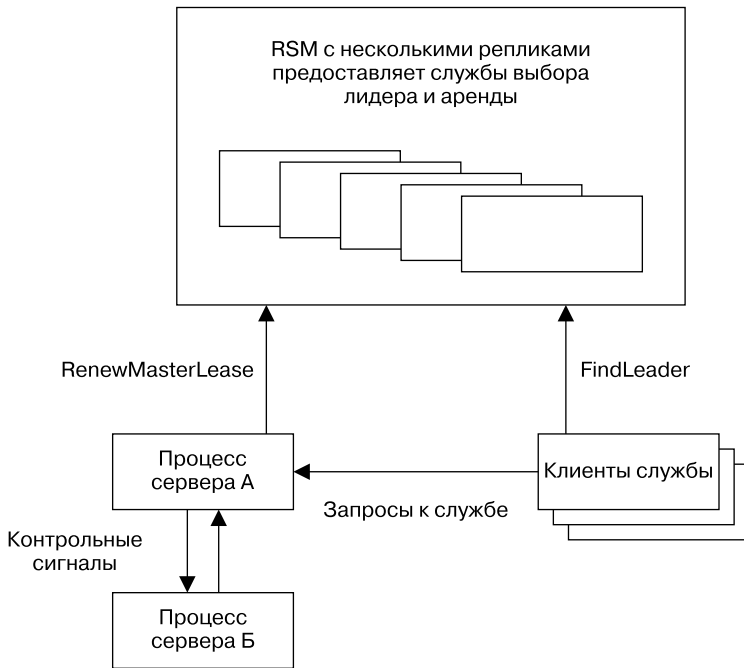 RSM с несколькими репликами
предоставляет службы выбора
лидера и аренды
RenewMasterLease
FindLeader
Процесс
сервера А
Клиенты службы
Запросы к службе
Контрольные
сигналы
Процесс
сервера Б